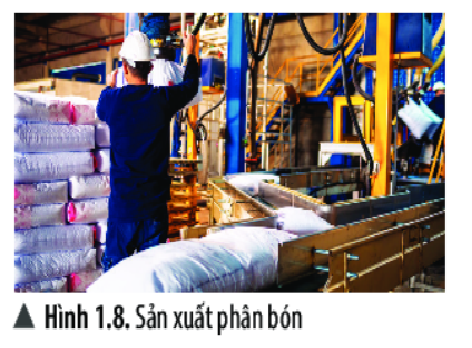 ▲ Hình 1.8. Sản xuất phân bón